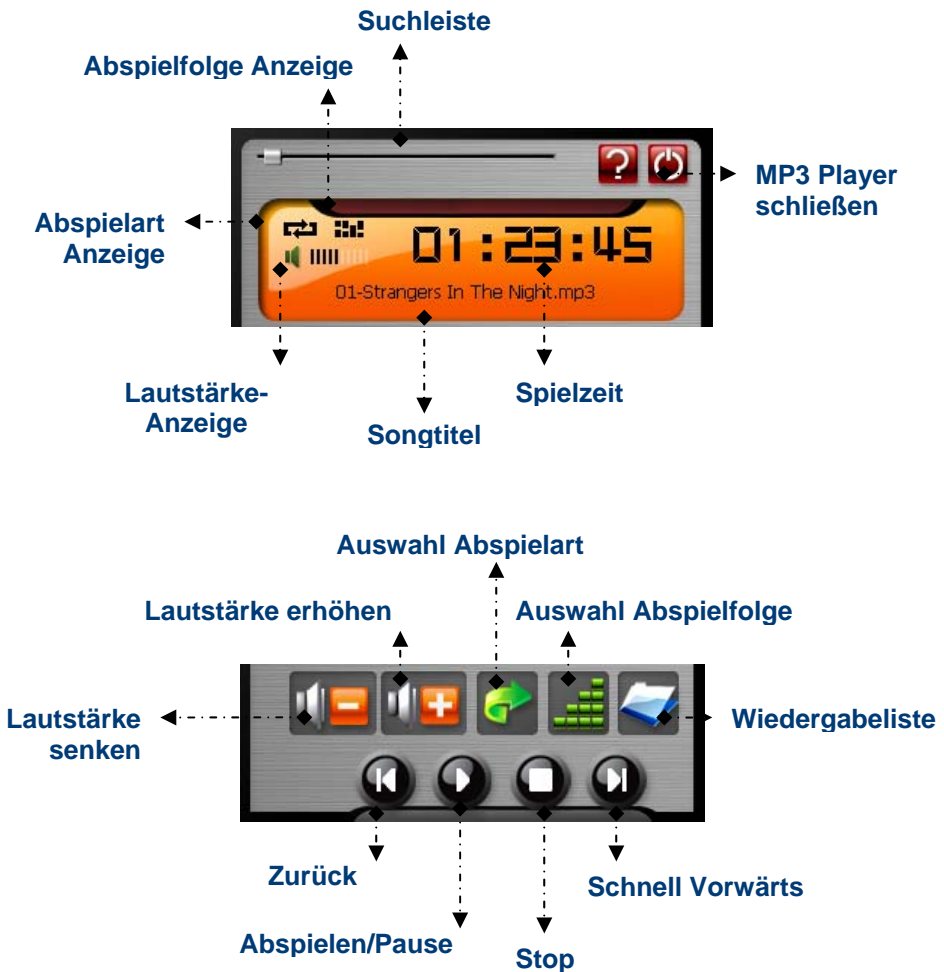 Suchleiste
Abspielfolge Anzeige
MP3 Player
schließen
Abspielart
Anzeige
01:23:45
01-Strangers In The Night.mp3
Lautstärke-
Anzeige
Spielzeit
Songtitel
Auswahl Abspielart
Lautstärke erhöhen
Auswahl Abspielfolge
Lautstärke
senken
Wiedergabeliste
Zurück
Schnell Vorwärts
Abspielen/Pause
Stop